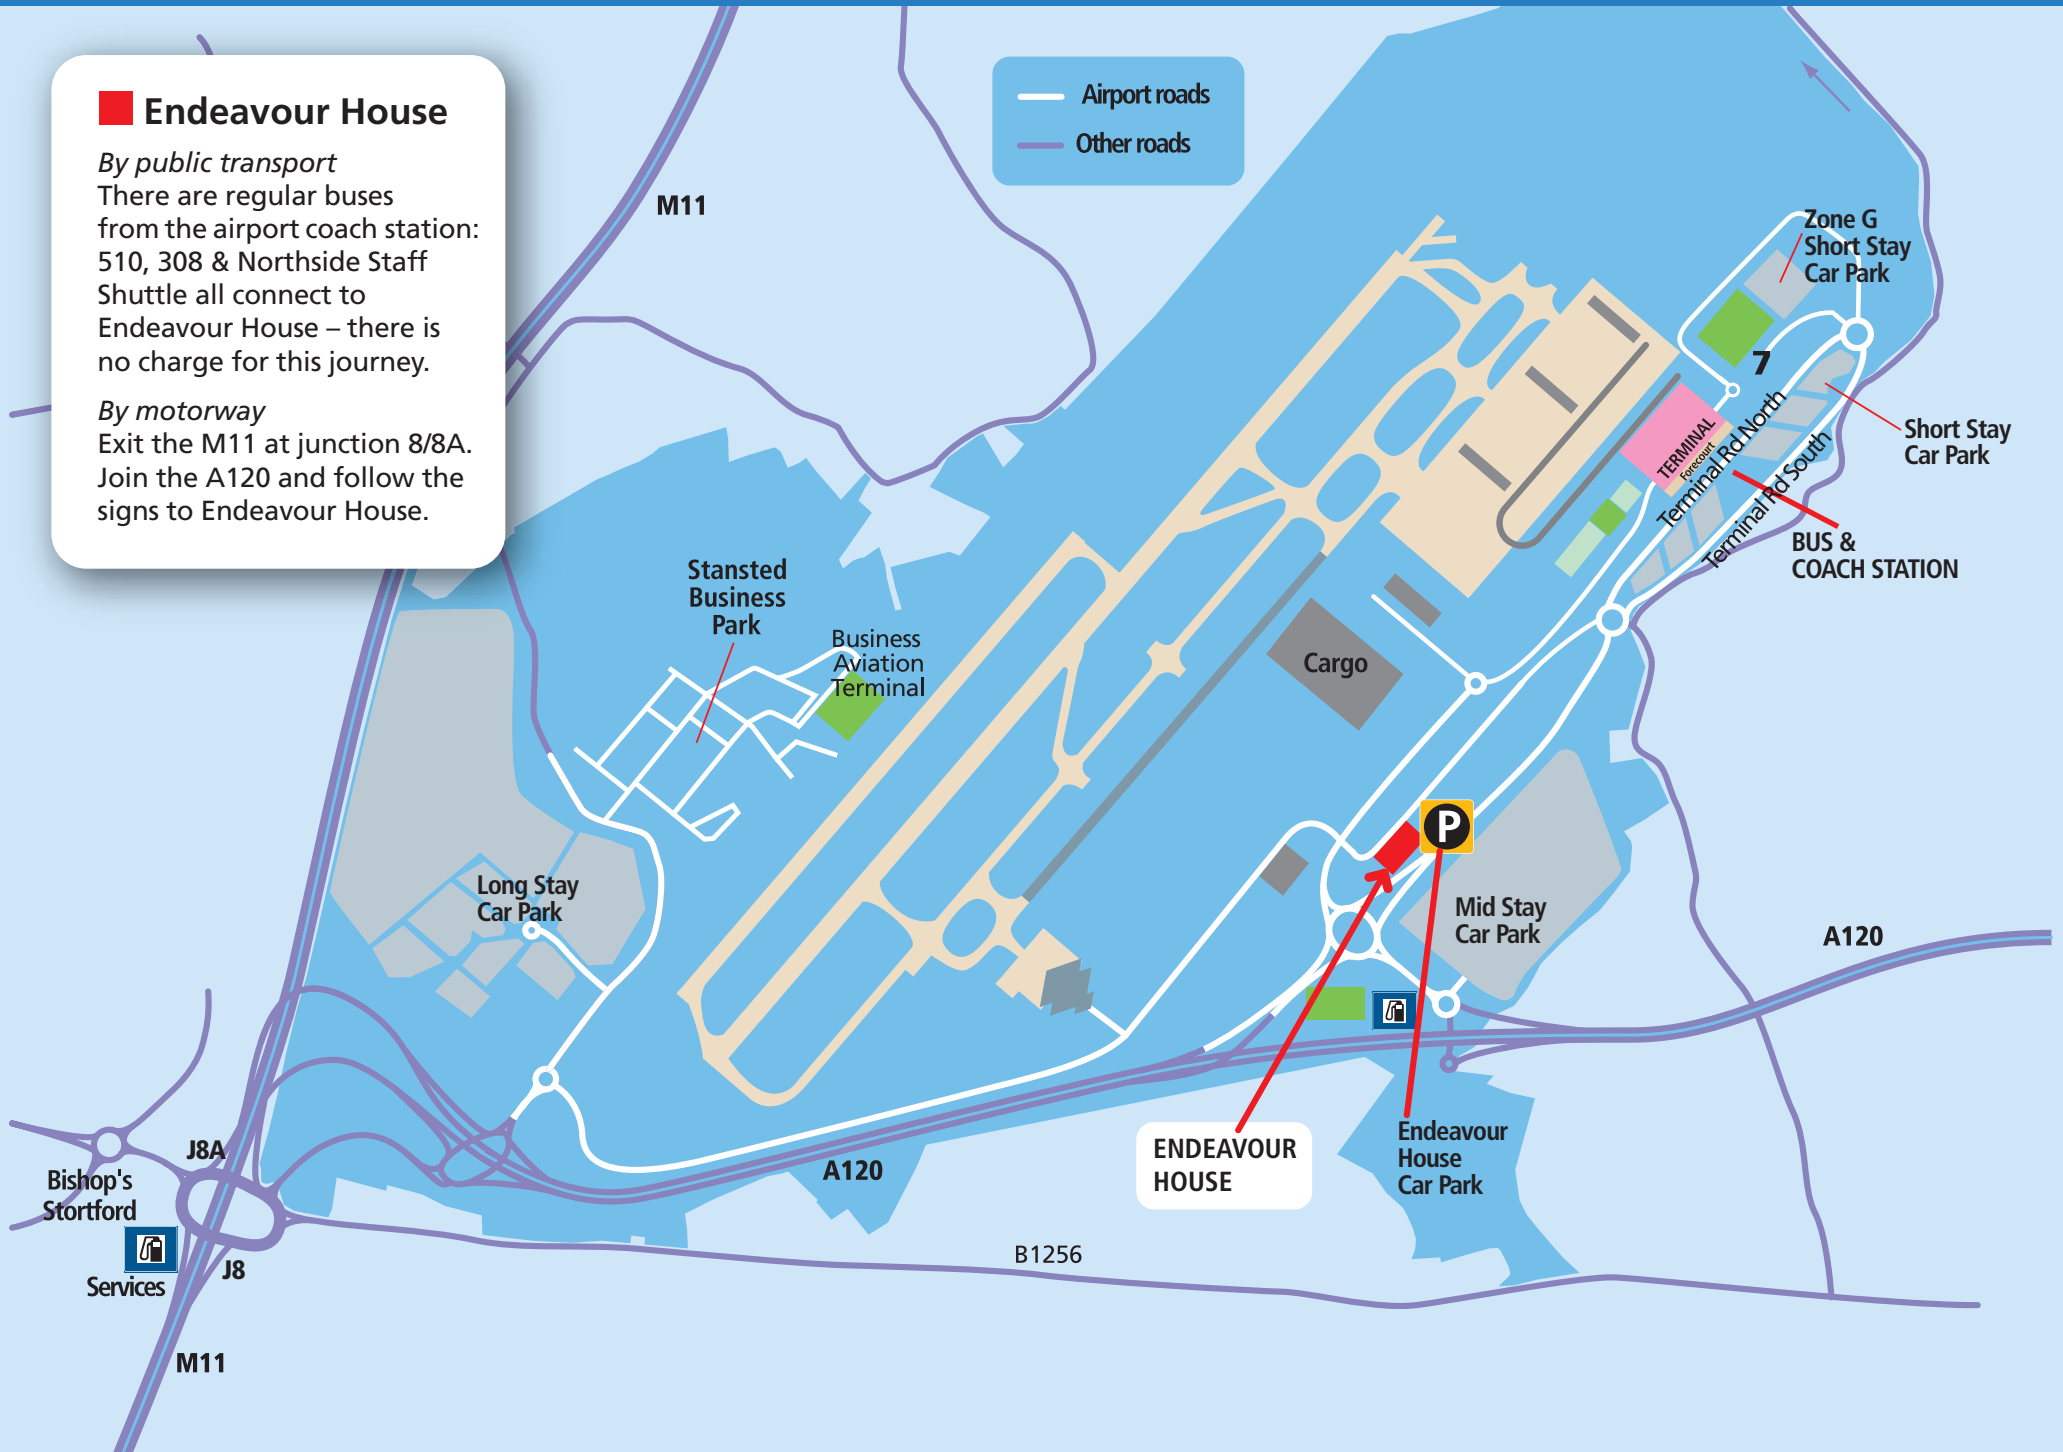 Endeavour House
By public transport
There are regular buses
from the airport coach station:
510, 308 & Northside Staff
Shuttle all connect to
Endeavour House – there is
no charge for this journey.
By motorway
Exit the M11 at junction 8/8A.
Join the A120 and follow the
signs to Endeavour House.
Airport roads
Other roads
M11
Zone G
Short Stay
Car Park
7
TERMINAL
Forecourt
Terminal Rd North
Terminal Rd South
Short Stay
Car Park
BUS &
COACH STATION
Stansted
Business
Park
Business
Aviation
Terminal
Cargo
P
Long Stay
Car Park
Mid Stay
Car Park
A120
ENDEAVOUR
HOUSE
Endeavour
House
Car Park
A120
J8A
Bishop's
Stortford
Services
J8
B1256
M11